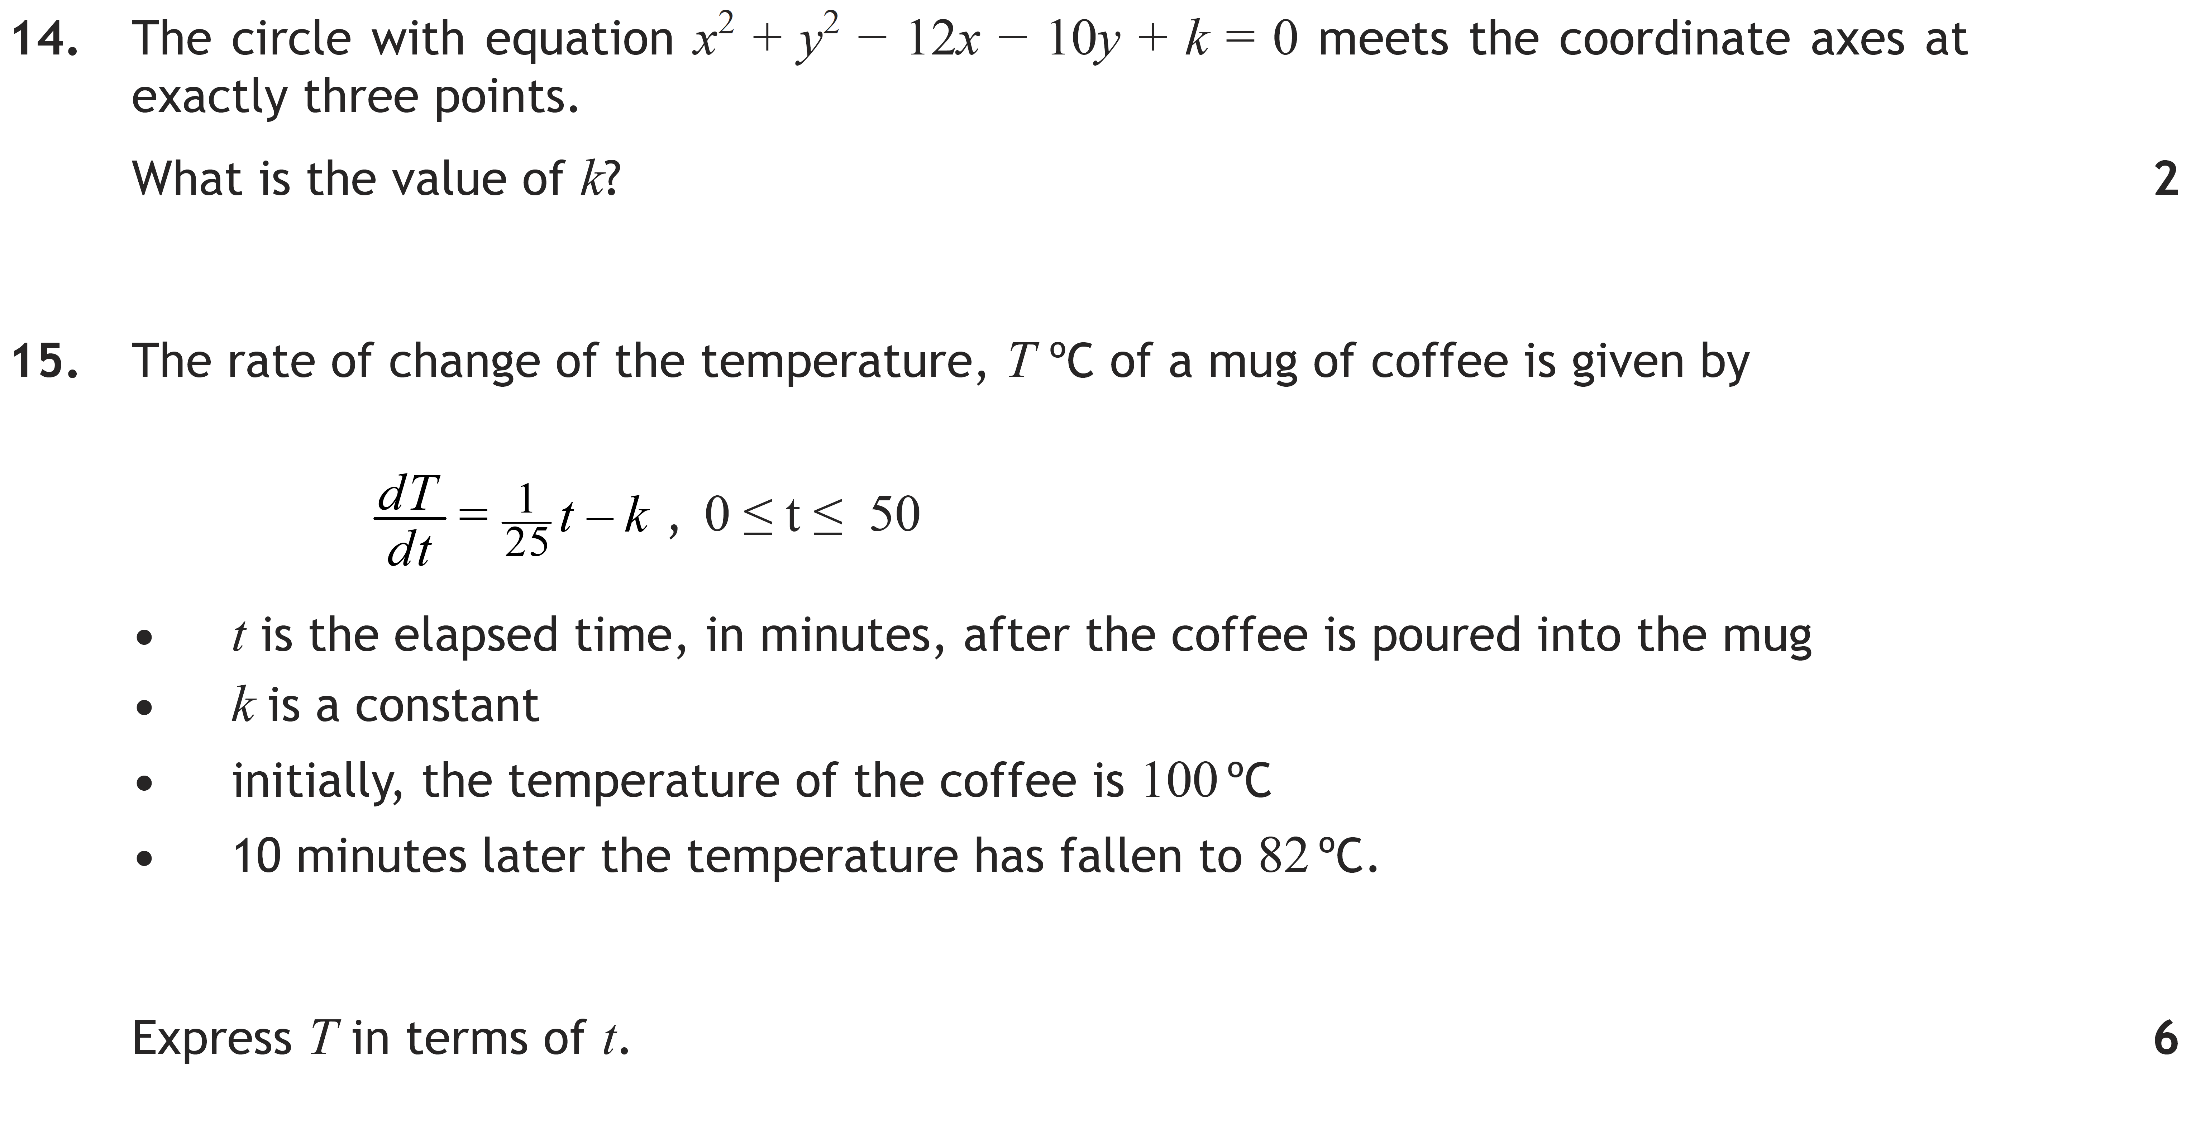 14. The circle with equation x² + y² − 12x − 10y + k = 0 meets the coordinate axes at
exactly three points.
What is the value of k? 2
15. The rate of change of the temperature, T ºC of a mug of coffee is given by
dT/dt = 1/25 t − k , 0 ≤ t ≤ 50
• t is the elapsed time, in minutes, after the coffee is poured into the mug
• k is a constant
• initially, the temperature of the coffee is 100 ºC
• 10 minutes later the temperature has fallen to 82 ºC.
Express T in terms of t. 6